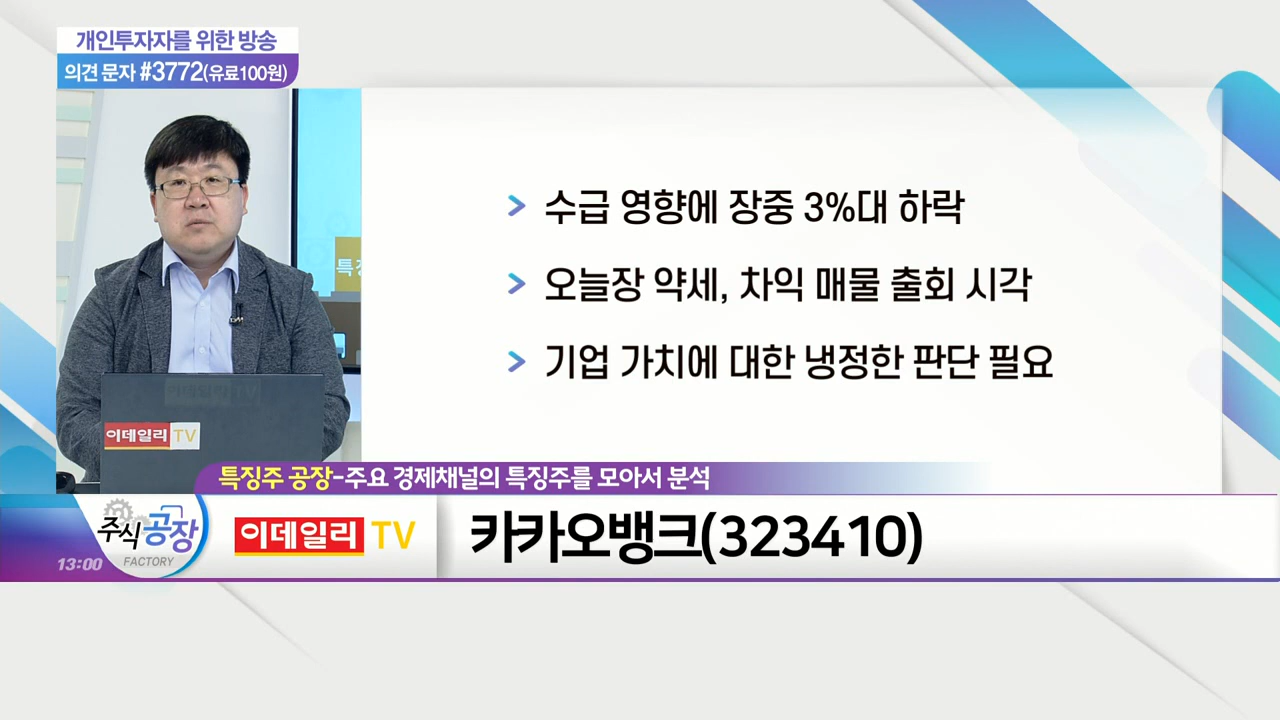 개인투자자를 위한 방송
의견 문자 #3772(유료100원)
수급 영향에 장중 3%대 하락
오늘장 약세, 차익 매물 출회 시각
기업 가치에 대한 냉정한 판단 필요
특징
이데일리 TV
특징주 공장-주요 경제채널의 특징주를 모아서 분석
주식공장
FACTORY
13:00
이데일리 TV
카카오뱅크(323410)